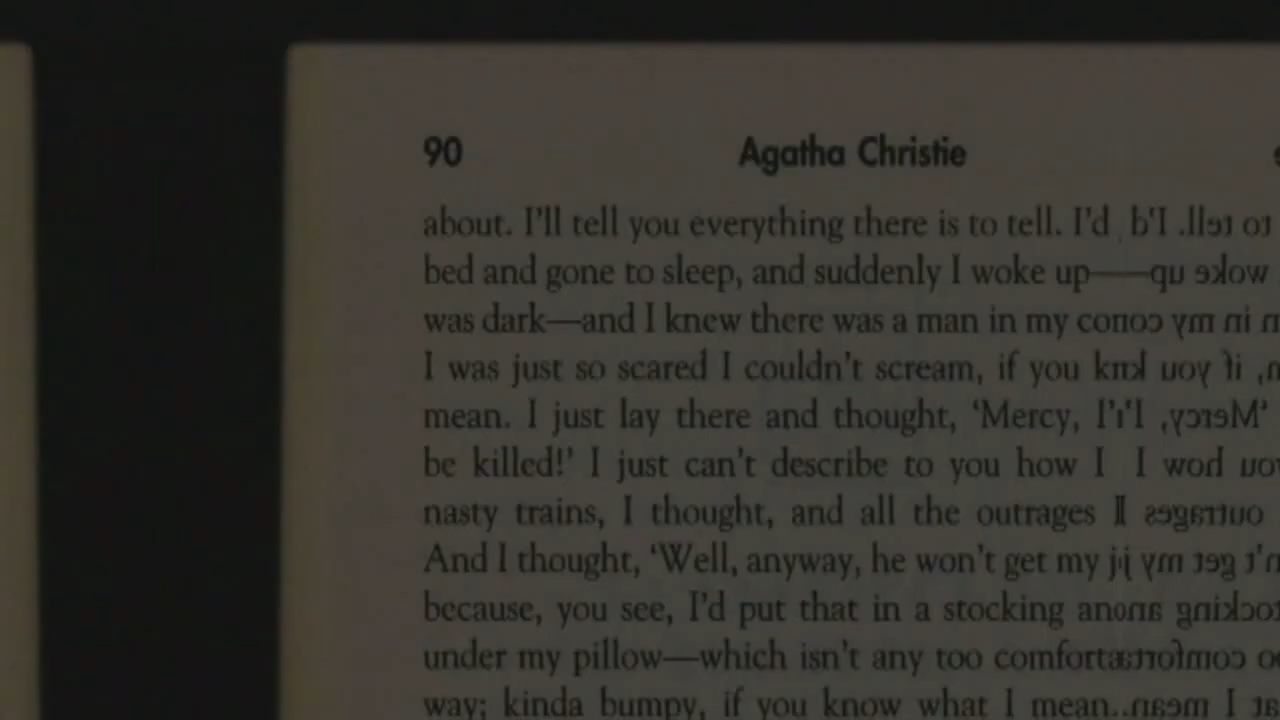 90 Agatha Christie
about. I'll tell you everything there is to tell. I'd
bed and gone to sleep, and suddenly I woke up—
was dark—and I knew there was a man in my
I was just so scared I couldn't scream, if you
mean. I just lay there and thought, 'Mercy,
be killed!' I just can't describe to you how I
nasty trains, I thought, and all the outrages
And I thought, 'Well, anyway, he won't get my
because, you see, I'd put that in a stocking
under my pillow—which isn't any too
way; kinda bumpy, if you know what I mean.